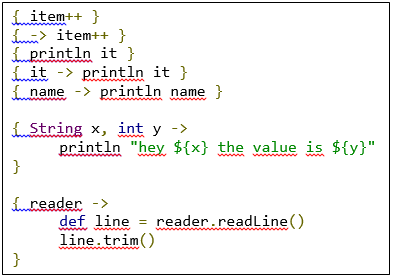 { item++ }
{ -> item++ }
{ println it }
{ it -> println it }
{ name -> println name }
{ String x, int y ->
println "hey ${x} the value is ${y}"
}
{ reader ->
def line = reader.readLine()
line.trim()
}